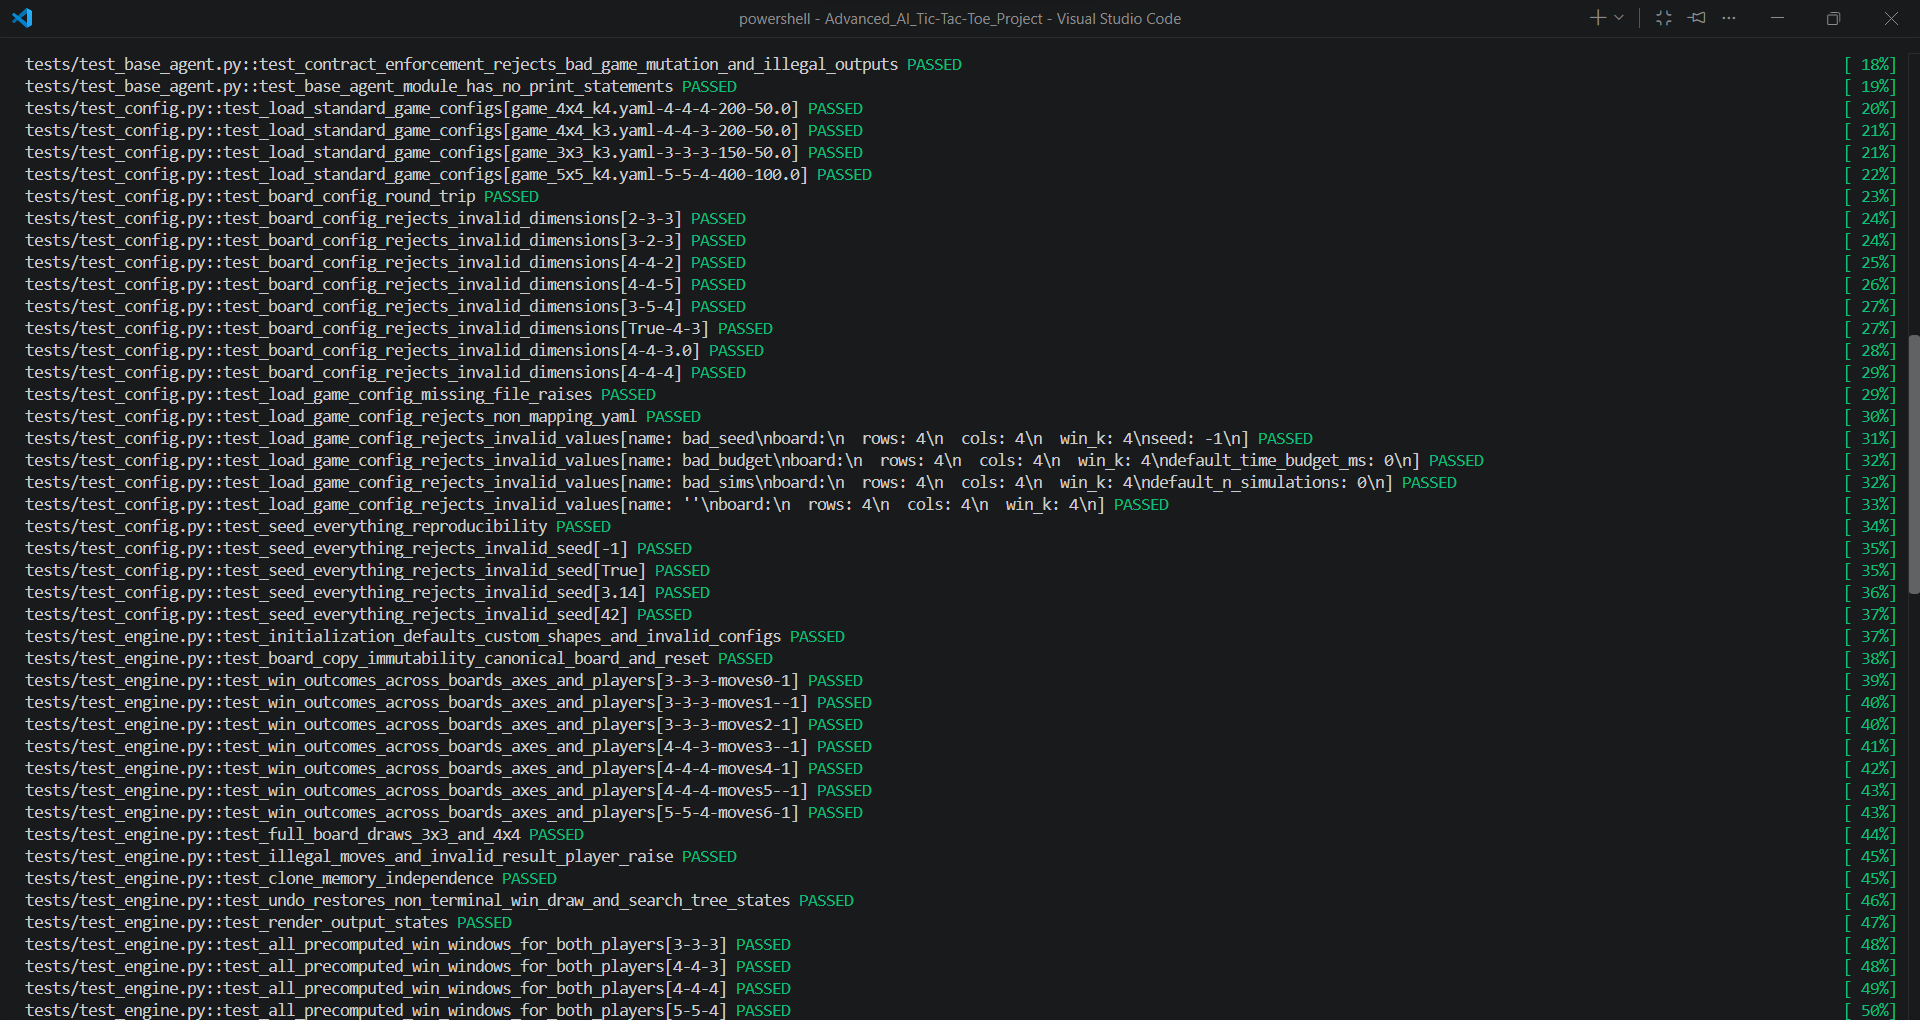 powershell - Advanced_AI_Tic-Tac-Toe_Project - Visual Studio Code
tests/test_base_agent.py::test_contract_enforcement_rejects_bad_game_mutation_and_illegal_outputs PASSED [ 18%]
tests/test_base_agent.py::test_base_agent_module_has_no_print_statements PASSED [ 19%]
tests/test_config.py::test_load_standard_game_configs[game_4x4_k4.yaml-4-4-4-200-50.0] PASSED [ 20%]
tests/test_config.py::test_load_standard_game_configs[game_4x4_k3.yaml-4-4-3-200-50.0] PASSED [ 21%]
tests/test_config.py::test_load_standard_game_configs[game_3x3_k3.yaml-3-3-3-150-50.0] PASSED [ 21%]
tests/test_config.py::test_load_standard_game_configs[game_5x5_k4.yaml-5-5-4-400-100.0] PASSED [ 22%]
tests/test_config.py::test_board_config_round_trip PASSED [ 23%]
tests/test_config.py::test_board_config_rejects_invalid_dimensions[2-3-3] PASSED [ 24%]
tests/test_config.py::test_board_config_rejects_invalid_dimensions[3-2-3] PASSED [ 24%]
tests/test_config.py::test_board_config_rejects_invalid_dimensions[4-4-2] PASSED [ 25%]
tests/test_config.py::test_board_config_rejects_invalid_dimensions[4-4-5] PASSED [ 26%]
tests/test_config.py::test_board_config_rejects_invalid_dimensions[3-5-4] PASSED [ 27%]
tests/test_config.py::test_board_config_rejects_invalid_dimensions[True-4-3] PASSED [ 27%]
tests/test_config.py::test_board_config_rejects_invalid_dimensions[4-4-3.0] PASSED [ 28%]
tests/test_config.py::test_board_config_rejects_invalid_dimensions[4-4-4] PASSED [ 29%]
tests/test_config.py::test_load_game_config_missing_file_raises PASSED [ 29%]
tests/test_config.py::test_load_game_config_rejects_non_mapping_yaml PASSED [ 30%]
tests/test_config.py::test_load_game_config_rejects_invalid_values[name: bad_seed\nboard:\n  rows: 4\n  cols: 4\n  win_k: 4\nseed: -1\n] PASSED [ 31%]
tests/test_config.py::test_load_game_config_rejects_invalid_values[name: bad_budget\nboard:\n  rows: 4\n  cols: 4\n  win_k: 4\ndefault_time_budget_ms: 0\n] PASSED [ 32%]
tests/test_config.py::test_load_game_config_rejects_invalid_values[name: bad_sims\nboard:\n  rows: 4\n  cols: 4\n  win_k: 4\ndefault_n_simulations: 0\n] PASSED [ 32%]
tests/test_config.py::test_load_game_config_rejects_invalid_values[name: ''\nboard:\n  rows: 4\n  cols: 4\n  win_k: 4\n] PASSED [ 33%]
tests/test_config.py::test_seed_everything_reproducibility PASSED [ 34%]
tests/test_config.py::test_seed_everything_rejects_invalid_seed[-1] PASSED [ 35%]
tests/test_config.py::test_seed_everything_rejects_invalid_seed[True] PASSED [ 35%]
tests/test_config.py::test_seed_everything_rejects_invalid_seed[3.14] PASSED [ 36%]
tests/test_config.py::test_seed_everything_rejects_invalid_seed[42] PASSED [ 37%]
tests/test_engine.py::test_initialization_defaults_custom_shapes_and_invalid_configs PASSED [ 37%]
tests/test_engine.py::test_board_copy_immutability_canonical_board_and_reset PASSED [ 38%]
tests/test_engine.py::test_win_outcomes_across_boards_axes_and_players[3-3-3-moves0-1] PASSED [ 39%]
tests/test_engine.py::test_win_outcomes_across_boards_axes_and_players[3-3-3-moves1--1] PASSED [ 40%]
tests/test_engine.py::test_win_outcomes_across_boards_axes_and_players[3-3-3-moves2-1] PASSED [ 40%]
tests/test_engine.py::test_win_outcomes_across_boards_axes_and_players[4-4-3-moves3--1] PASSED [ 41%]
tests/test_engine.py::test_win_outcomes_across_boards_axes_and_players[4-4-4-moves4-1] PASSED [ 42%]
tests/test_engine.py::test_win_outcomes_across_boards_axes_and_players[4-4-4-moves5--1] PASSED [ 43%]
tests/test_engine.py::test_win_outcomes_across_boards_axes_and_players[5-5-4-moves6-1] PASSED [ 43%]
tests/test_engine.py::test_full_board_draws_3x3_and_4x4 PASSED [ 44%]
tests/test_engine.py::test_illegal_moves_and_invalid_result_player_raise PASSED [ 45%]
tests/test_engine.py::test_clone_memory_independence PASSED [ 45%]
tests/test_engine.py::test_undo_restores_non_terminal_win_draw_and_search_tree_states PASSED [ 46%]
tests/test_engine.py::test_render_output_states PASSED [ 47%]
tests/test_engine.py::test_all_precomputed_win_windows_for_both_players[3-3-3] PASSED [ 48%]
tests/test_engine.py::test_all_precomputed_win_windows_for_both_players[4-4-3] PASSED [ 48%]
tests/test_engine.py::test_all_precomputed_win_windows_for_both_players[4-4-4] PASSED [ 49%]
tests/test_engine.py::test_all_precomputed_win_windows_for_both_players[5-5-4] PASSED [ 50%]